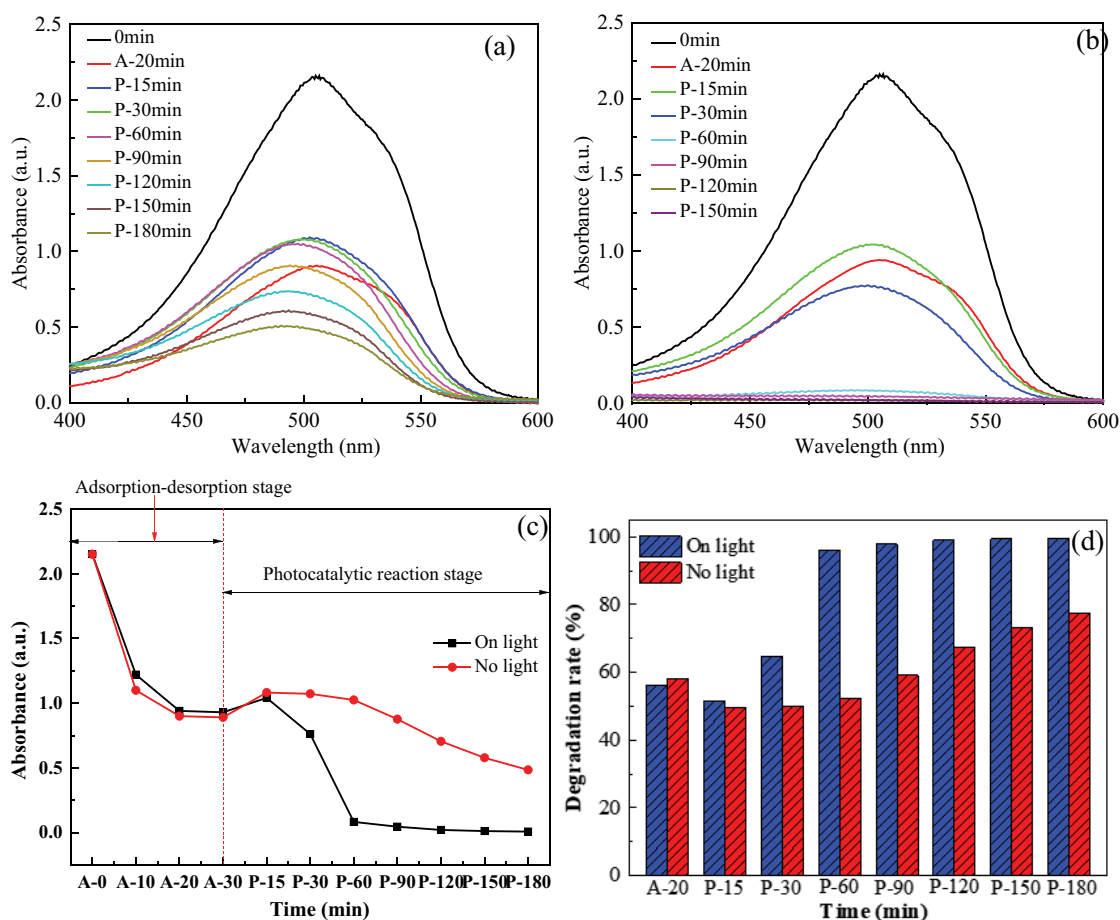 (a)
2.5
2.0
1.5
1.0
0.5
0.0
Absorbance (a.u.)
0min
A-20min
P-15min
P-30min
P-60min
P-90min
P-120min
P-150min
P-180min
400 450 500 550 600
Wavelength (nm)
(b)
2.5
2.0
1.5
1.0
0.5
0.0
Absorbance (a.u.)
0min
A-20min
P-15min
P-30min
P-60min
P-90min
P-120min
P-150min
400 450 500 550 600
Wavelength (nm)
Adsorption-desorption stage
(c)
2.5
2.0
1.5
1.0
0.5
0.0
Absorbance (a.u.)
Photocatalytic reaction stage
On light
No light
A-0 A-10 A-20 A-30 P-15 P-30 P-60 P-90 P-120 P-150 P-180
Time (min)
(d)
100
80
60
40
20
0
Degradation rate (%)
On light
No light
A-20 P-15 P-30 P-60 P-90 P-120 P-150 P-180
Time (min)